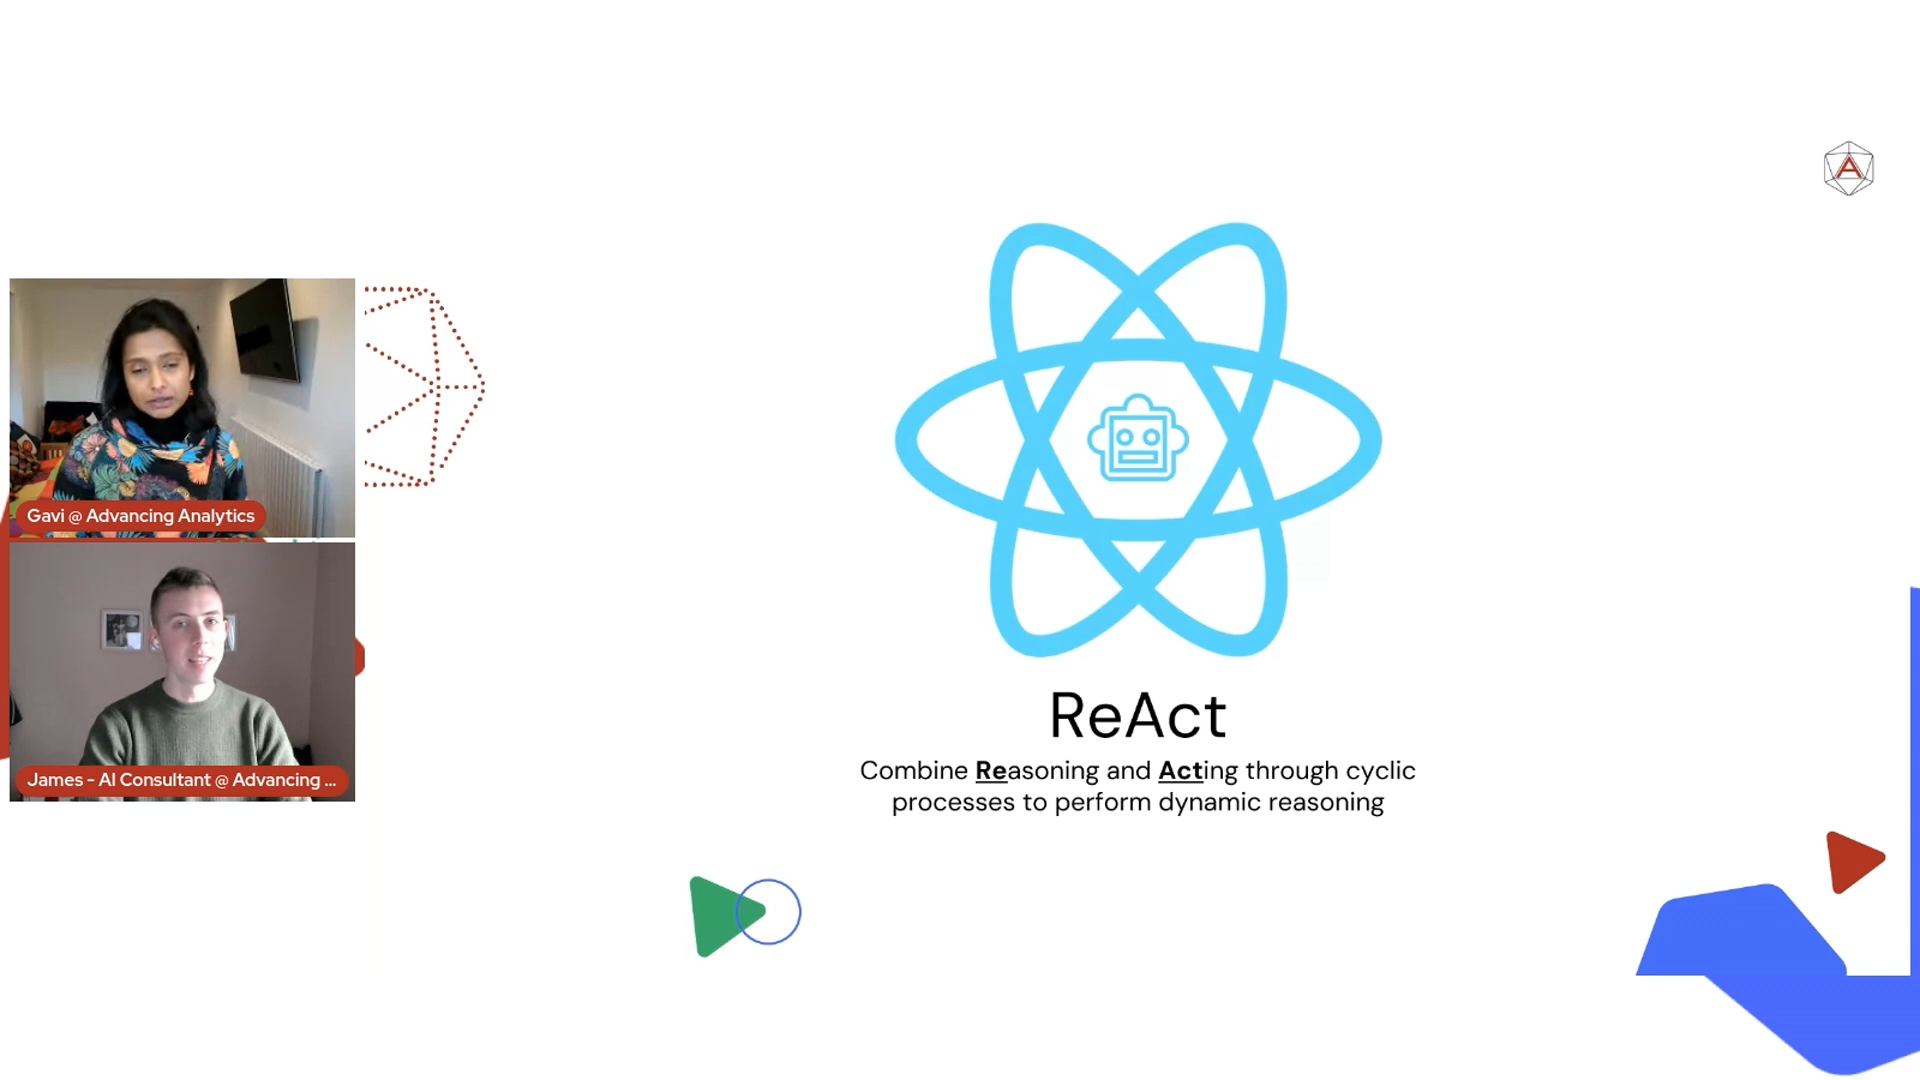 Gavi @ Advancing Analytics
James - AI Consultant @ Advancing ...
A
ReAct
Combine Reasoning and Acting through cyclic
processes to perform dynamic reasoning